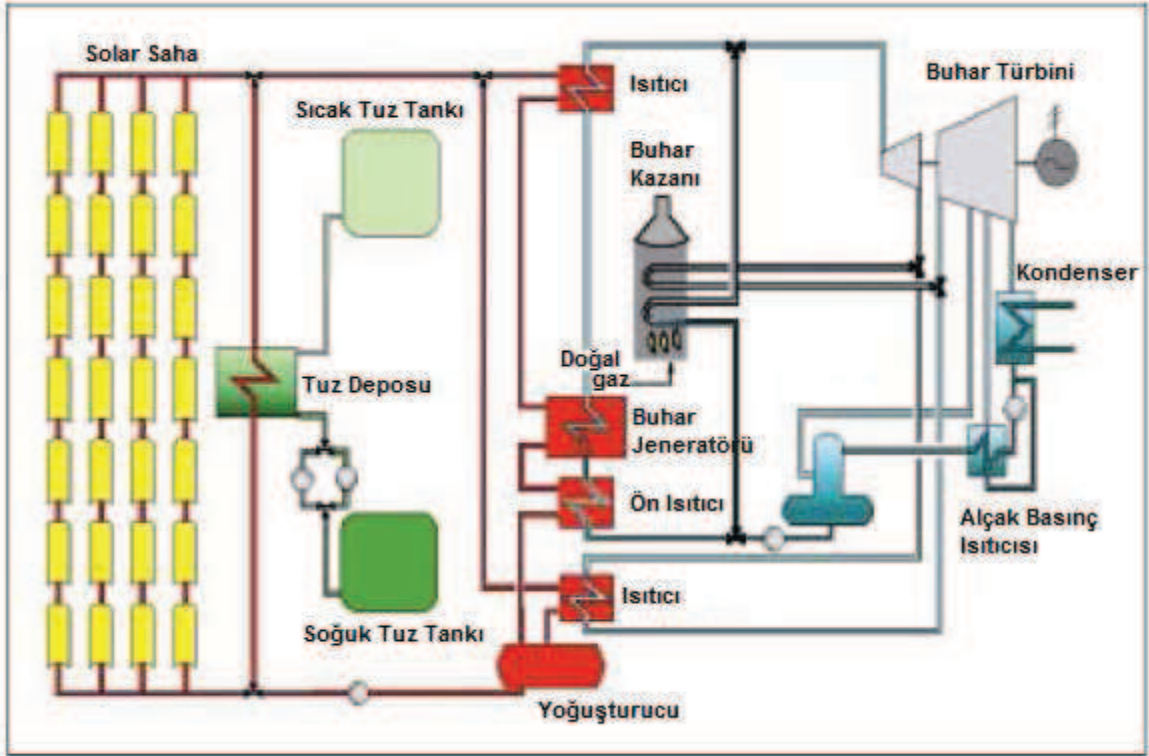 Solar Saha
Isıtıcı
Buhar Türbini
Sıcak Tuz Tankı
Buhar
Kazanı
Kondenser
Doğal
gaz
Tuz Deposu
Buhar
Jeneratörü
Ön Isıtıcı
Alçak Basınç
Isıtıcısı
Isıtıcı
Soğuk Tuz Tankı
Yoğuşturucu